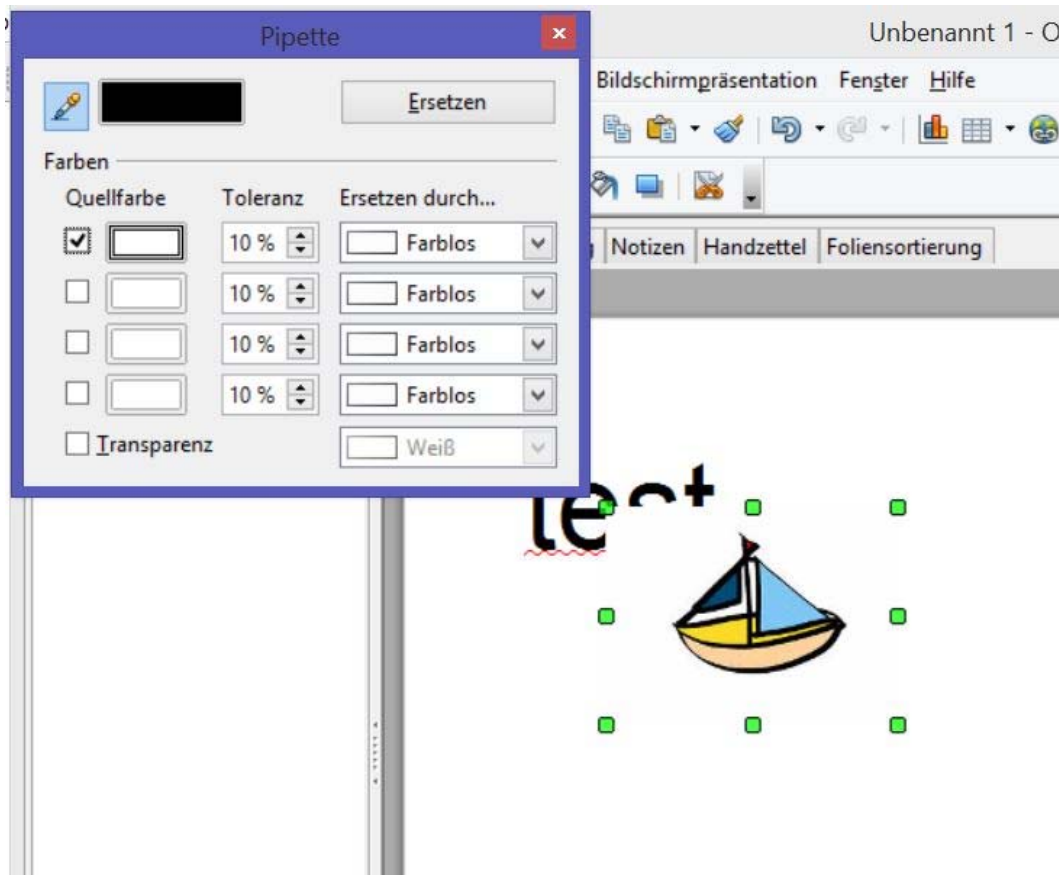 Pipette
Unbenannt 1 - O
Bildschirmpräsentation Fenster Hilfe
Ersetzen
Farben
Quellfarbe Toleranz Ersetzen durch...
10 % Farblos
10 % Farblos
10 % Farblos
10 % Farblos
Transparenz Weiß
Notizen Handzettel Foliensortierung
test